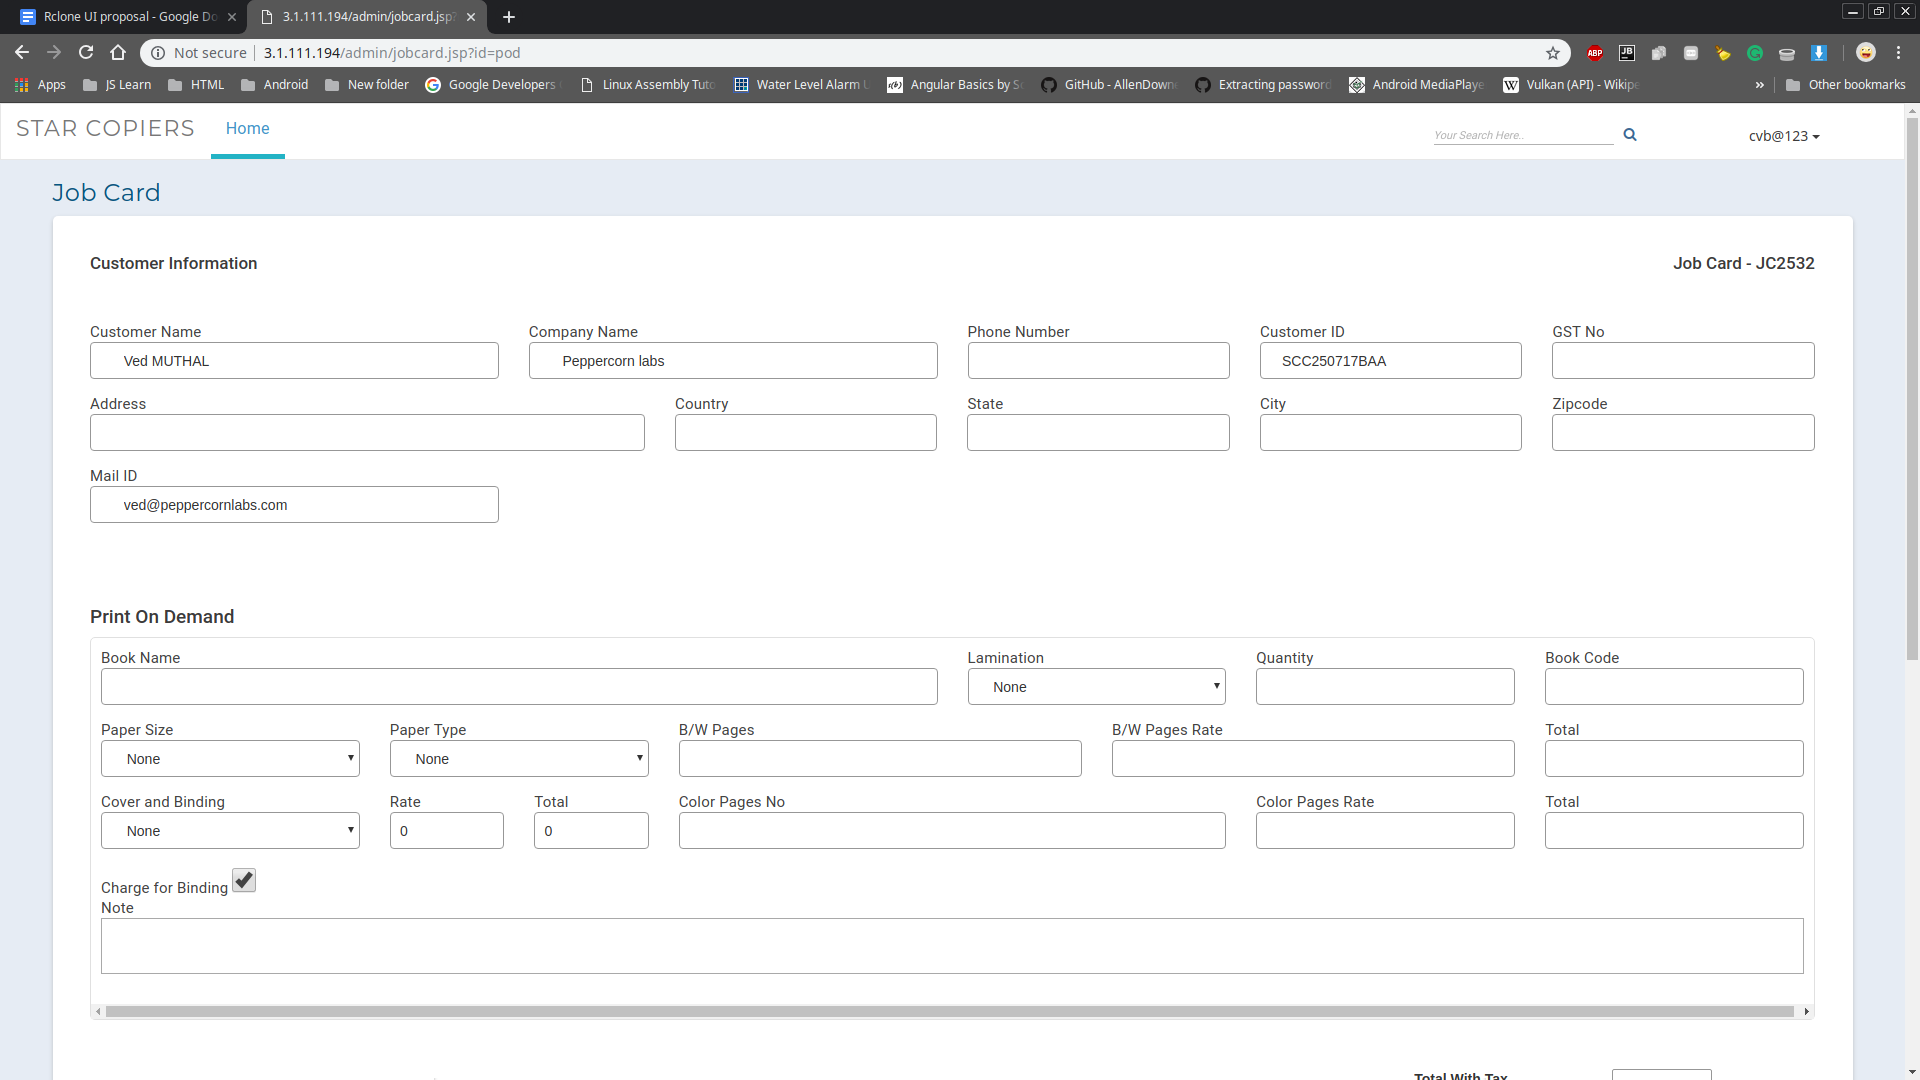 Rclone UI proposal - Google Do
3.1.111.194/admin/jobcard.jsp?
Not secure 3.1.111.194/admin/jobcard.jsp?id=pod
ABP JB
Apps JS Learn HTML Android New folder Google Developers Linux Assembly Tuto Water Level Alarm U Angular Basics by Sc GitHub - AllenDowne Extracting password Android MediaPlaye W Vulkan (API) - Wikipe » Other bookmarks
STAR COPIERS Home Your Search Here.. cvb@123
Job Card
Customer Information Job Card - JC2532
Customer Name Company Name Phone Number Customer ID GST No
Ved MUTHAL Peppercorn labs SCC250717BAA
Address Country State City Zipcode
Mail ID
ved@peppercornlabs.com
Print On Demand
Book Name Lamination Quantity Book Code
None
Paper Size Paper Type B/W Pages B/W Pages Rate Total
None None
Cover and Binding Rate Total Color Pages No Color Pages Rate Total
None 0 0
Charge for Binding
Note
Total With Tax